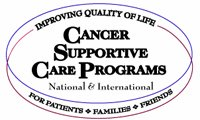 IMPROVING QUALITY OF LIFE
CANCER
SUPPORTIVE
CARE PROGRAMS
National & International
FOR PATIENTS ❖ FAMILIES ❖ FRIENDS